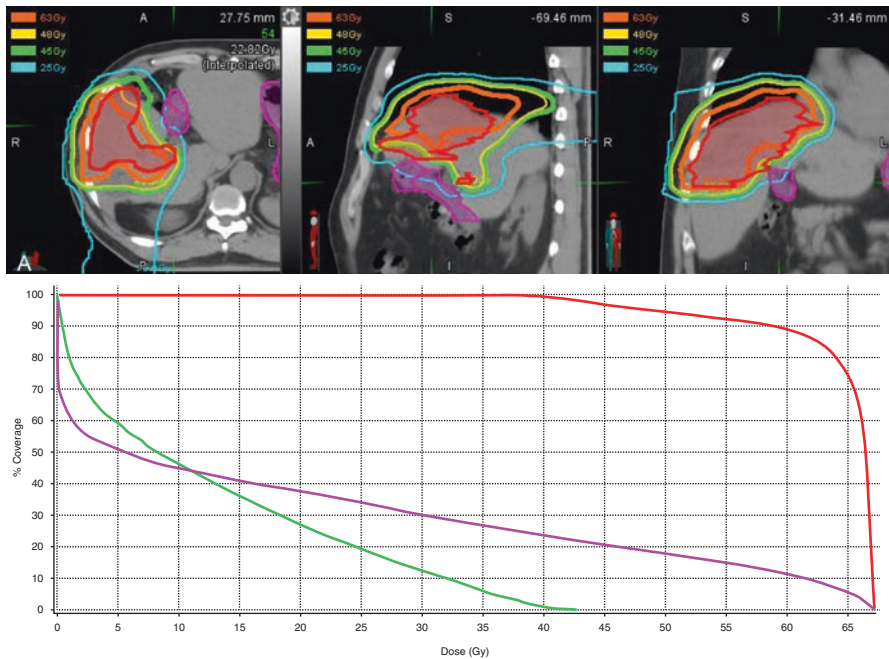 63Gy
48Gy
45Gy
25Gy
A
27.75 mm
54
22-82Gy
(Interpolated)
R
L
A
63Gy
48Gy
45Gy
25Gy
S
-69.46 mm
A
P
I
63Gy
48Gy
45Gy
25Gy
S
-31.46 mm
R
L
I
100
90
80
70
60
50
40
30
20
10
0
% Coverage
0 5 10 15 20 25 30 35 40 45 50 55 60 65
Dose (Gy)